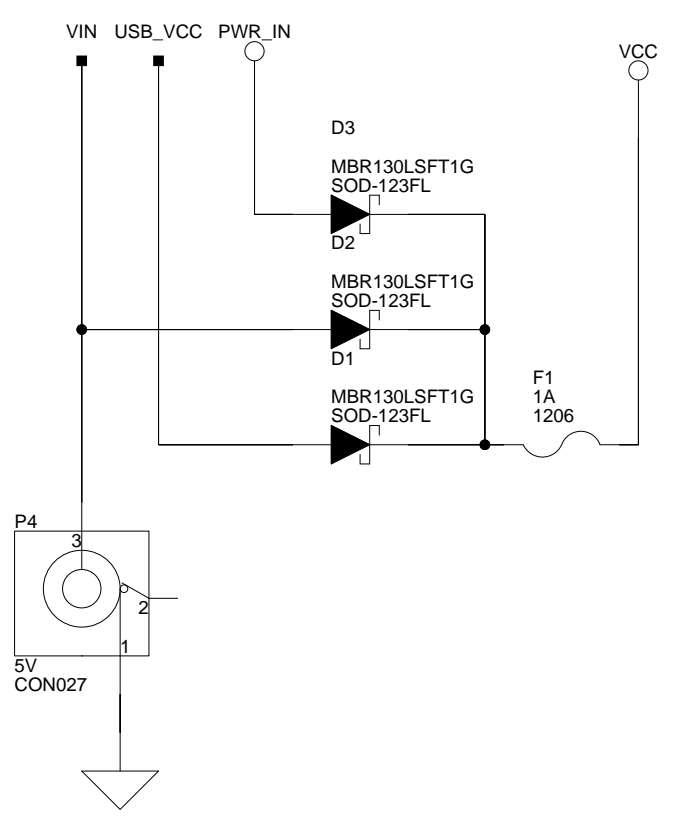 VIN USB_VCC PWR_IN
VCC
D3
MBR130LSFT1G
SOD-123FL
D2
MBR130LSFT1G
SOD-123FL
D1
MBR130LSFT1G
SOD-123FL
F1
1A
1206
P4
3
2
1
5V
CON027